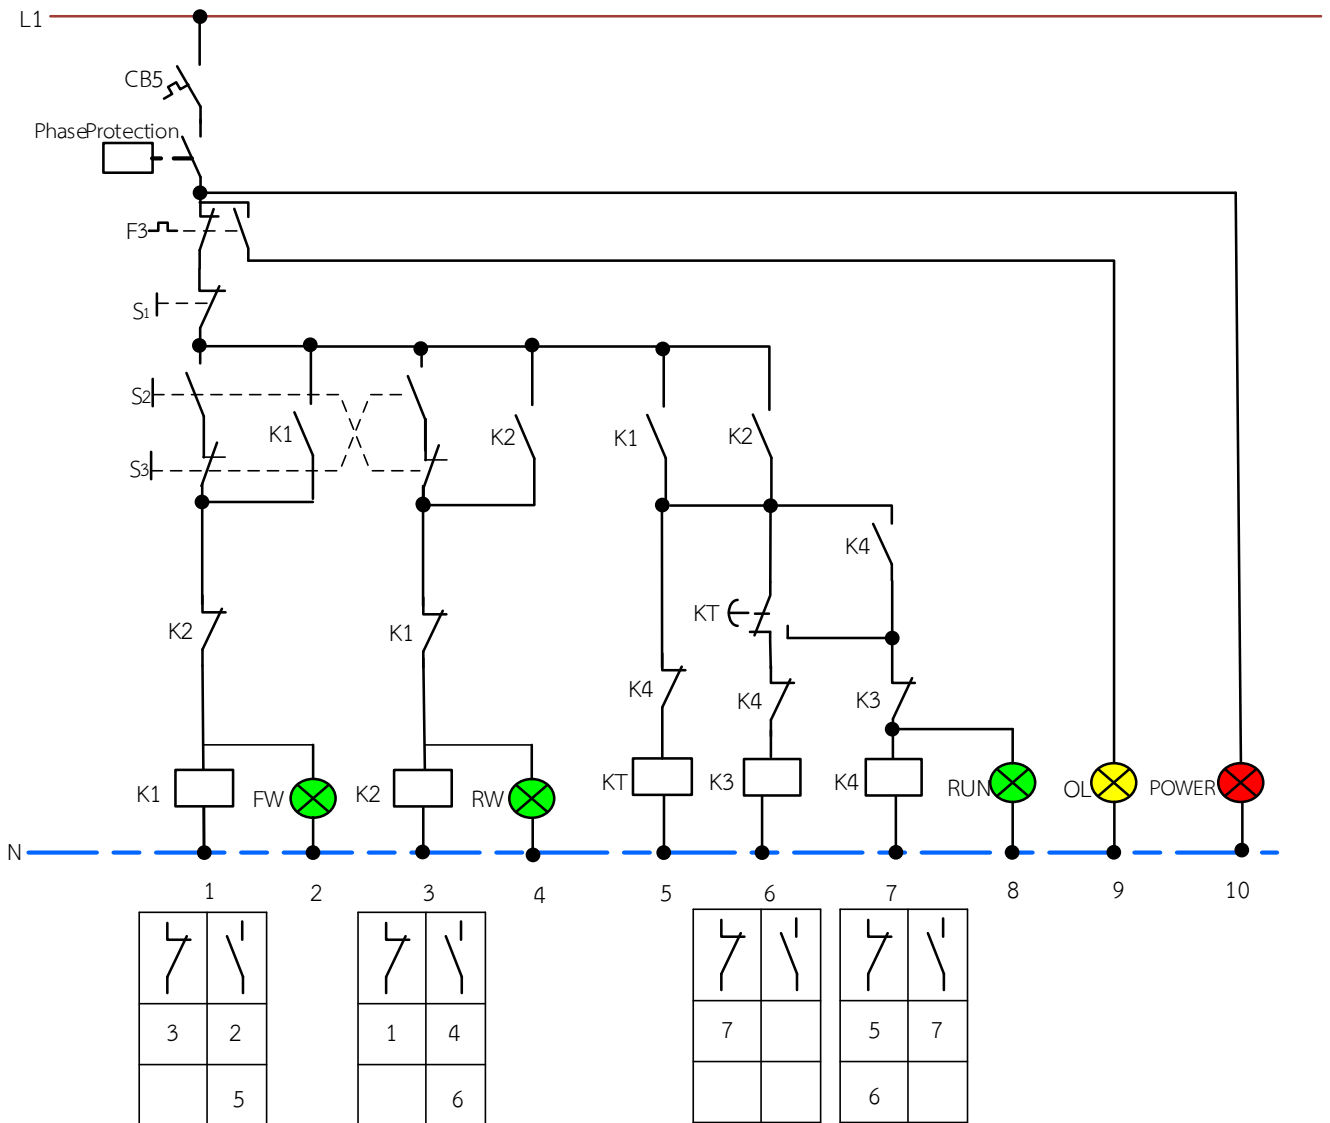 L1
CB5
PhaseProtection
F3
S1
S2
K1
K2
K1
K2
S3
K4
KT
K2
K1
K4
K4
K3
K1
FW
K2
RW
KT
K3
K4
RUN
OL
POWER
N
1 2 3 4 5 6 7 8 9 10
3 2 1 4 7 5 7
5 6 6